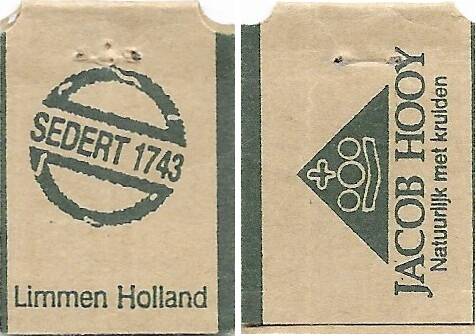 SEDERT 1743
Limmen Holland
JACOB HOOY
Natuurlijk met kruiden